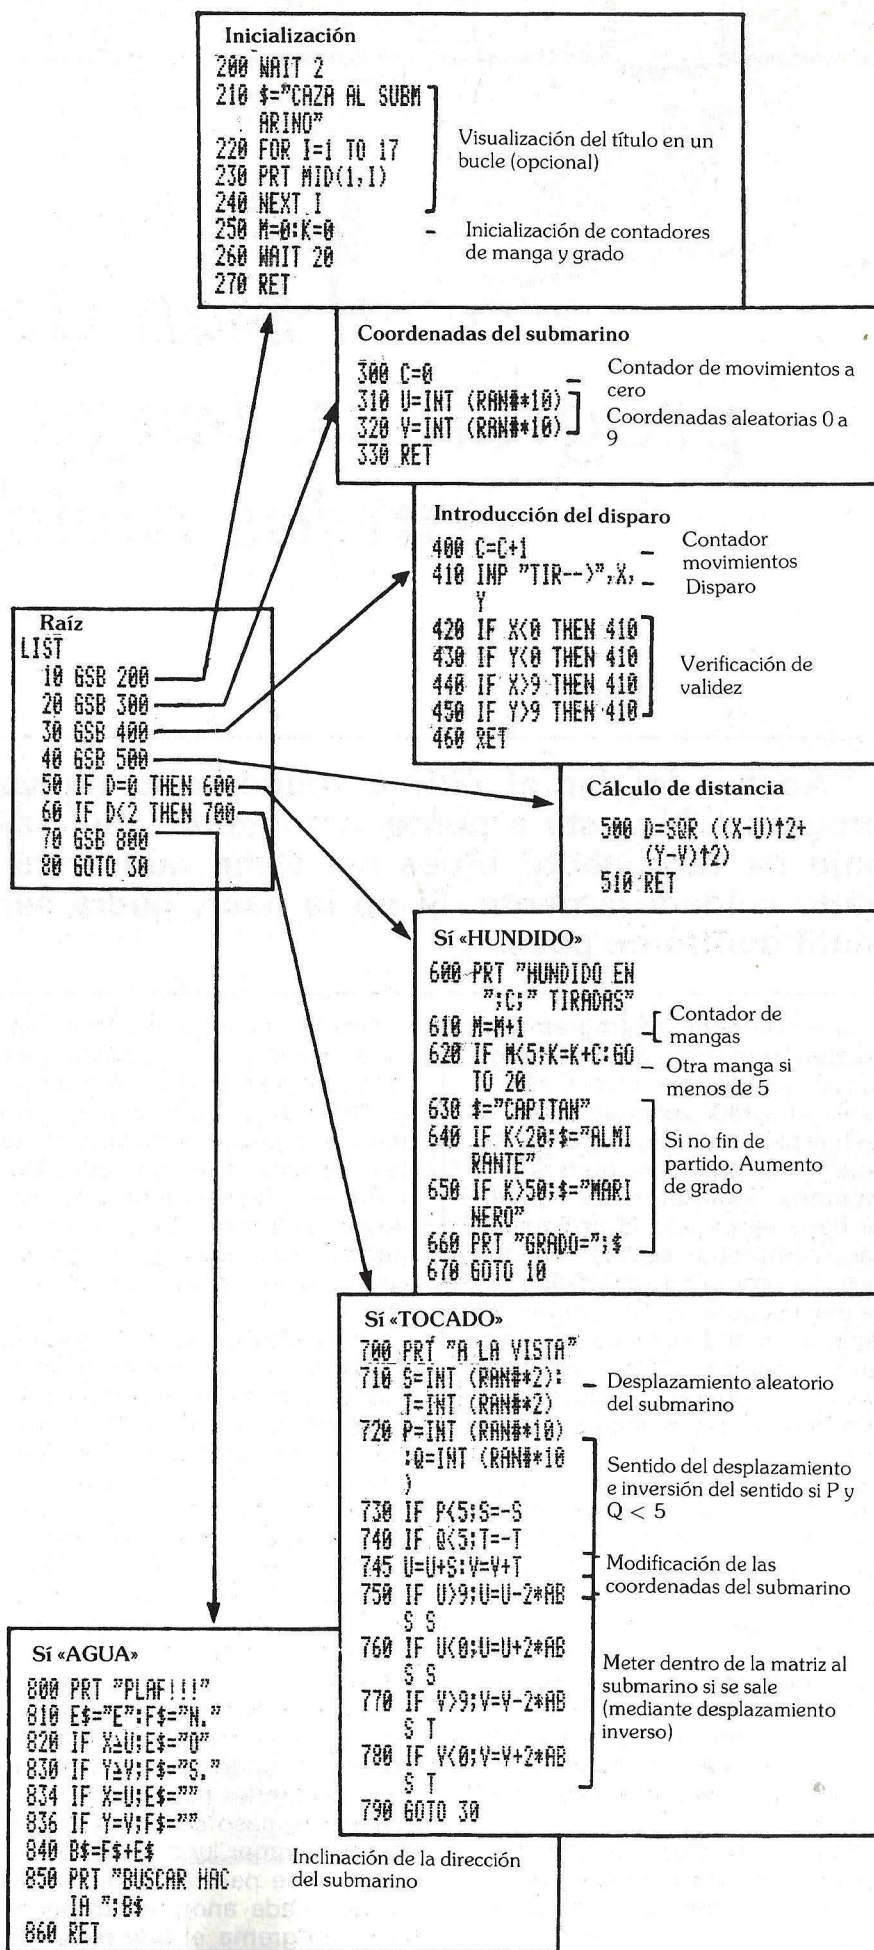 Inicialización
200 WAIT 2
210 $="CAZA AL SUBM
ARINO"
220 FOR I=1 TO 17
230 PRT MID(1,I)
240 NEXT I
250 M=0:K=0
260 WAIT 20
270 RET
Visualización del título en un
bucle (opcional)
Inicialización de contadores
de manga y grado
Coordenadas del submarino
300 C=0
310 U=INT (RAN#*10)
320 V=INT (RAN#*10)
330 RET
Contador de movimientos a
cero
Coordenadas aleatorias 0 a
9
Introducción del disparo
400 C=C+1
410 INP "TIR-->",X,
Y
420 IF X<0 THEN 410
430 IF Y<0 THEN 410
440 IF X>9 THEN 410
450 IF Y>9 THEN 410
460 RET
Contador
movimientos
Disparo
Verificación de
validez
Raíz
LIST
10 GSB 200
20 GSB 300
30 GSB 400
40 GSB 500
50 IF D=0 THEN 600
60 IF D<2 THEN 700
70 GSB 800
80 GOTO 30
Cálculo de distancia
500 D=SQR ((X-U)↑2+
(Y-V)↑2)
510 RET
Sí «HUNDIDO»
600 PRT "HUNDIDO EN
";C;" TIRADAS"
610 M=M+1
620 IF M<5;K=K+C:GO
TO 20
630 $="CAPITAN"
640 IF K<20;$="ALMI
RANTE"
650 IF K>50;$="MARI
NERO"
660 PRT "GRADO=";$
670 GOTO 10
Contador de
mangas
Otra manga si
menos de 5
Si no fin de
partido. Aumento
de grado
Sí «TOCADO»
700 PRT "A LA VISTA"
710 S=INT (RAN#*2):
T=INT (RAN#*2)
720 P=INT (RAN#*10)
:Q=INT (RAN#*10
)
730 IF P<5;S=-S
740 IF Q<5;T=-T
745 U=U+S:V=V+T
750 IF U>9;U=U-2*AB
S S
760 IF U<0;U=U+2*AB
S S
770 IF V>9;V=V-2*AB
S T
780 IF V<0;V=V+2*AB
S T
790 GOTO 30
Desplazamiento aleatorio
del submarino
Sentido del desplazamiento
e inversión del sentido si P y
Q < 5
Modificación de las
coordenadas del submarino
Meter dentro de la matriz al
submarino si se sale
(mediante desplazamiento
inverso)
Sí «AGUA»
800 PRT "PLAF!!!"
810 E$="E":F$="N."
820 IF X≥U;E$="O"
830 IF Y≥V;F$="S."
834 IF X=U;E$=""
836 IF Y=V;F$=""
840 B$=F$+E$
850 PRT "BUSCAR HAC
IA ";B$
860 RET
Inclinación de la dirección
del submarino